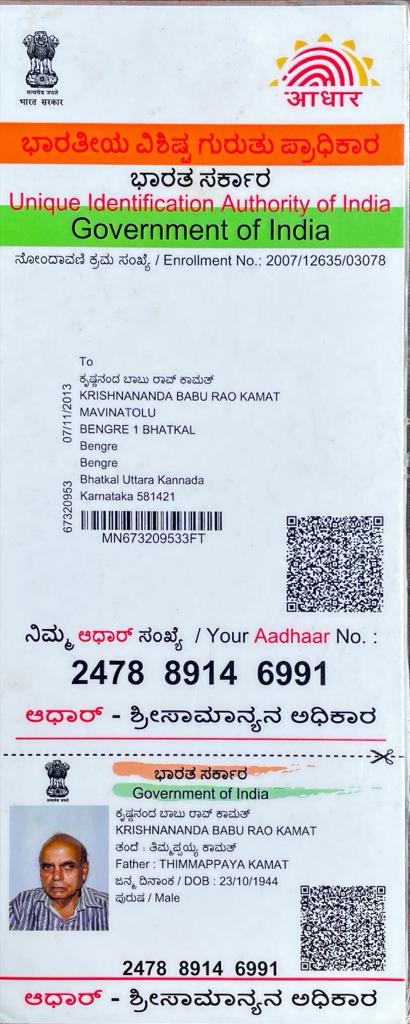 सत्यमेव जयते
भारत सरकार
आधार
ಭಾರತೀಯ ವಿಶಿಷ್ಟ ಗುರುತು ಪ್ರಾಧಿಕಾರ
ಭಾರತ ಸರ್ಕಾರ
Unique Identification Authority of India
Government of India
ನೋಂದಾವಣಿ ಕ್ರಮ ಸಂಖ್ಯೆ / Enrollment No.: 2007/12635/03078
To
ಕೃಷ್ಣನಂದ ಬಾಬು ರಾವ್ ಕಾಮತ್
KRISHNANANDA BABU RAO KAMAT
MAVINATOLU
BENGRE 1 BHATKAL
Bengre
Bengre
Bhatkal Uttara Kannada
Karnataka 581421
07/11/2013
67320953
MN673209533FT
ನಿಮ್ಮ ಆಧಾರ್ ಸಂಖ್ಯೆ / Your Aadhaar No. :
2478 8914 6991
ಆಧಾರ್ - ಶ್ರೀಸಾಮಾನ್ಯನ ಅಧಿಕಾರ
ಭಾರತ ಸರ್ಕಾರ
Government of India
ಕೃಷ್ಣನಂದ ಬಾಬು ರಾವ್ ಕಾಮತ್
KRISHNANANDA BABU RAO KAMAT
ತಂದೆ : ತಿಮ್ಮಪ್ಪಯ್ಯ ಕಾಮತ್
Father : THIMMAPPAYA KAMAT
ಜನ್ಮ ದಿನಾಂಕ / DOB : 23/10/1944
ಪುರುಷ / Male
2478 8914 6991
ಆಧಾರ್ - ಶ್ರೀಸಾಮಾನ್ಯನ ಅಧಿಕಾರ